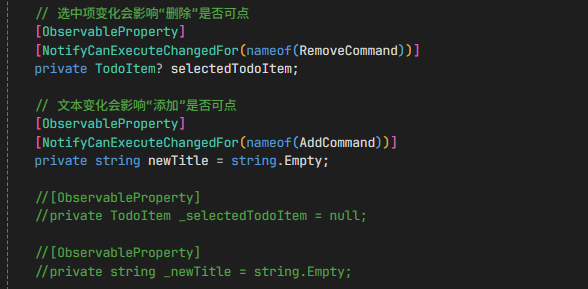 // 选中项变化会影响“删除”是否可点
[ObservableProperty]
[NotifyCanExecuteChangedFor(nameof(RemoveCommand))]
private TodoItem? selectedTodoItem;
// 文本变化会影响“添加”是否可点
[ObservableProperty]
[NotifyCanExecuteChangedFor(nameof(AddCommand))]
private string newTitle = string.Empty;
//[ObservableProperty]
//private TodoItem _selectedTodoItem = null;
//[ObservableProperty]
//private string _newTitle = string.Empty;